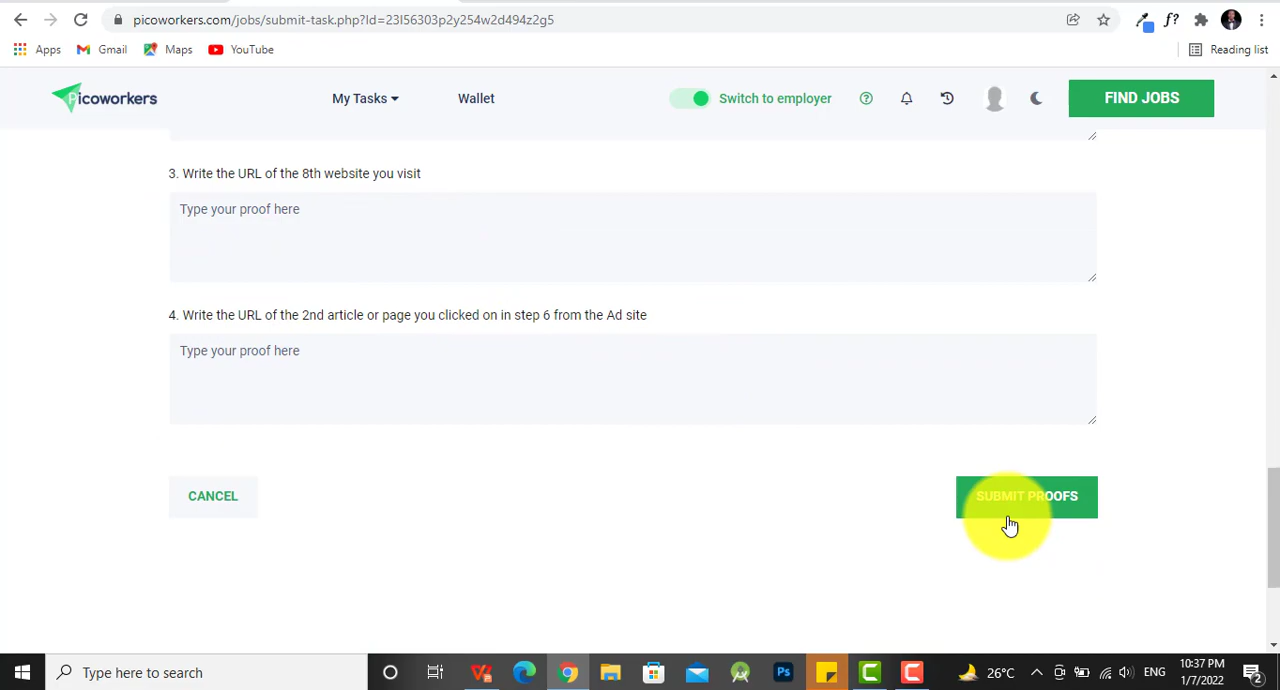 picoworkers.com/jobs/submit-task.php?Id=23I56303p2y254w2d494z2g5
f?
Apps
Gmail
Maps
YouTube
Reading list
Picoworkers
My Tasks
Wallet
Switch to employer
FIND JOBS
3. Write the URL of the 8th website you visit
Type your proof here
4. Write the URL of the 2nd article or page you clicked on in step 6 from the Ad site
Type your proof here
CANCEL
SUBMIT PROOFS
Type here to search
Ps
26°C
ENG
10:37 PM
1/7/2022
2